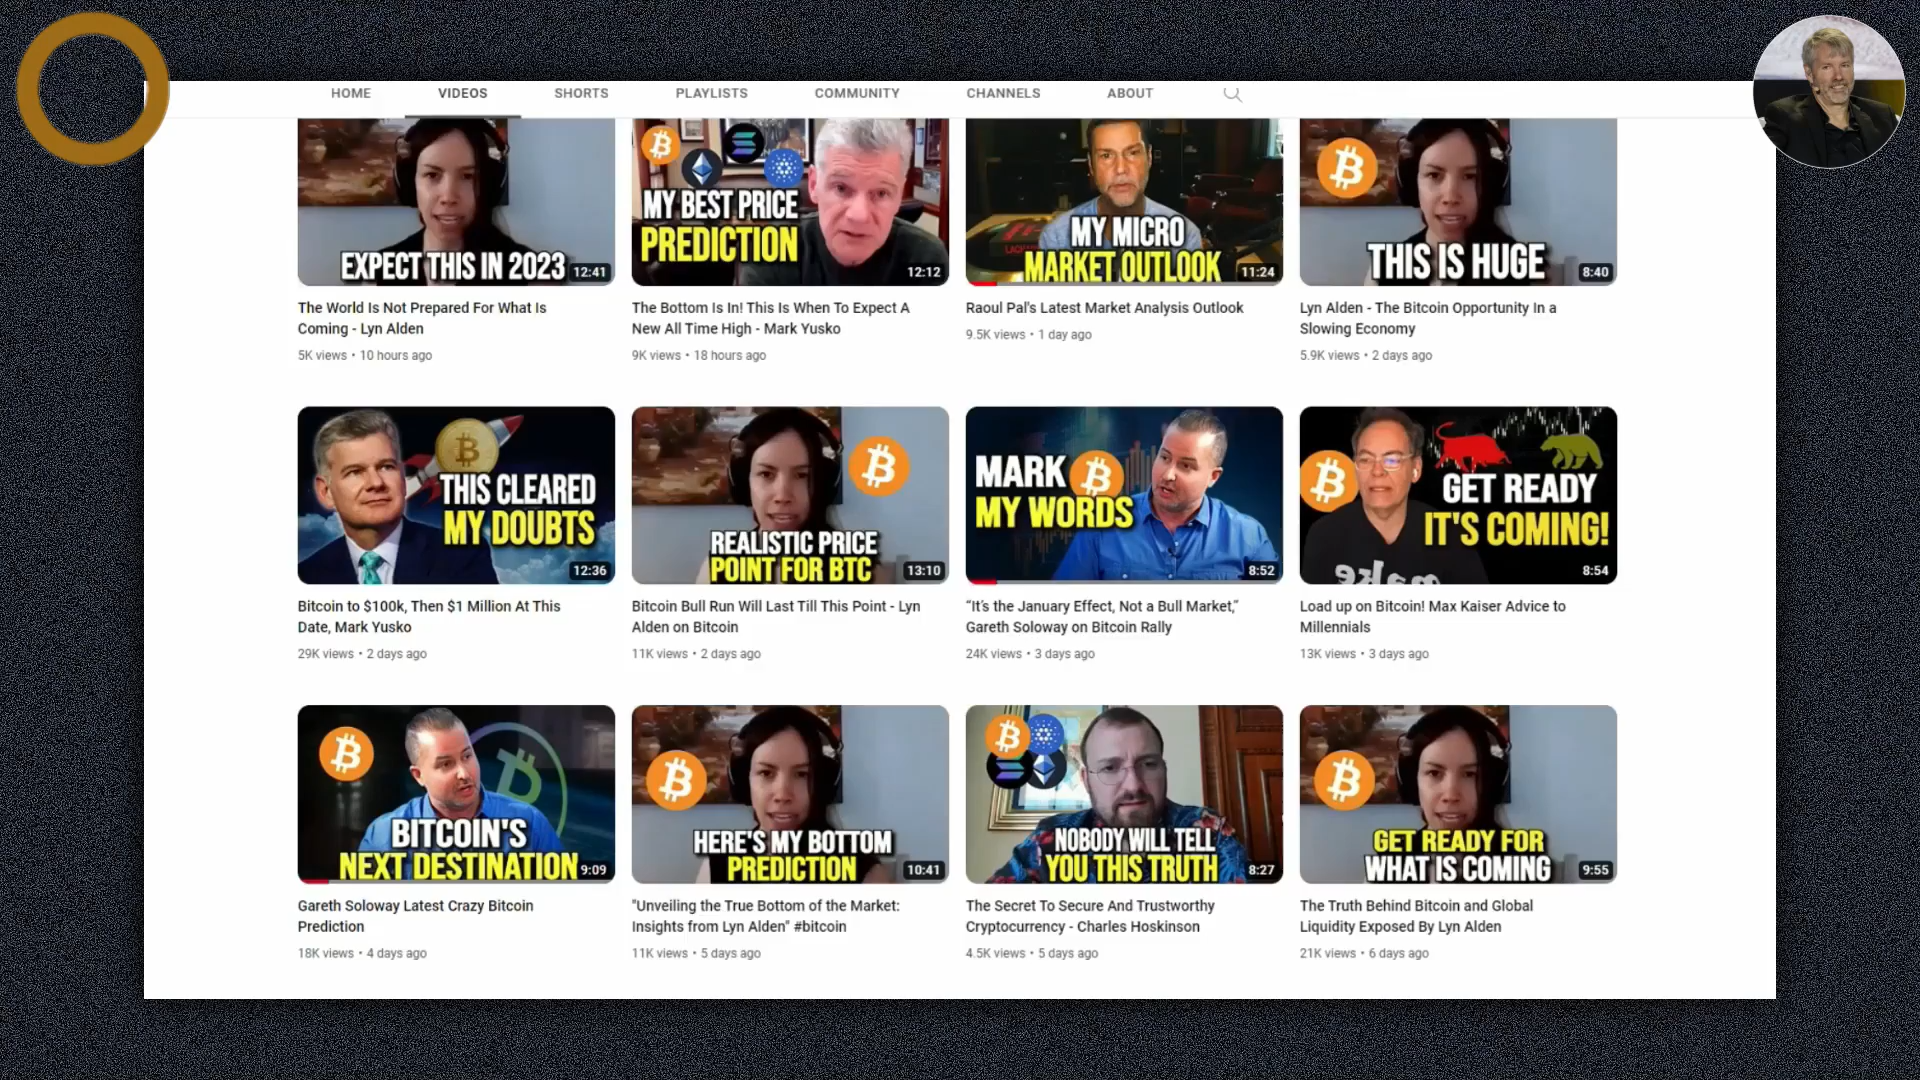 HOME VIDEOS SHORTS PLAYLISTS COMMUNITY CHANNELS ABOUT
EXPECT THIS IN 2023
12:41
The World Is Not Prepared For What Is
Coming - Lyn Alden
5K views • 10 hours ago
MY BEST PRICE
PREDICTION
12:12
The Bottom Is In! This Is When To Expect A
New All Time High - Mark Yusko
9K views • 18 hours ago
MY MICRO
MARKET OUTLOOK
11:24
Raoul Pal's Latest Market Analysis Outlook
9.5K views • 1 day ago
THIS IS HUGE
8:40
Lyn Alden - The Bitcoin Opportunity In a
Slowing Economy
5.9K views • 2 days ago
THIS CLEARED
MY DOUBTS
12:36
Bitcoin to $100k, Then $1 Million At This
Date, Mark Yusko
29K views • 2 days ago
REALISTIC PRICE
POINT FOR BTC
13:10
Bitcoin Bull Run Will Last Till This Point - Lyn
Alden on Bitcoin
11K views • 2 days ago
MARK
MY WORDS
8:52
“It's the January Effect, Not a Bull Market,”
Gareth Soloway on Bitcoin Rally
24K views • 3 days ago
GET READY
IT'S COMING!
make
8:54
Load up on Bitcoin! Max Kaiser Advice to
Millennials
13K views • 3 days ago
BITCOIN'S
NEXT DESTINATION
9:09
Gareth Soloway Latest Crazy Bitcoin
Prediction
18K views • 4 days ago
HERE'S MY BOTTOM
PREDICTION
10:41
"Unveiling the True Bottom of the Market:
Insights from Lyn Alden" #bitcoin
11K views • 5 days ago
NOBODY WILL TELL
YOU THIS TRUTH
8:27
The Secret To Secure And Trustworthy
Cryptocurrency - Charles Hoskinson
4.5K views • 5 days ago
GET READY FOR
WHAT IS COMING
9:55
The Truth Behind Bitcoin and Global
Liquidity Exposed By Lyn Alden
21K views • 6 days ago